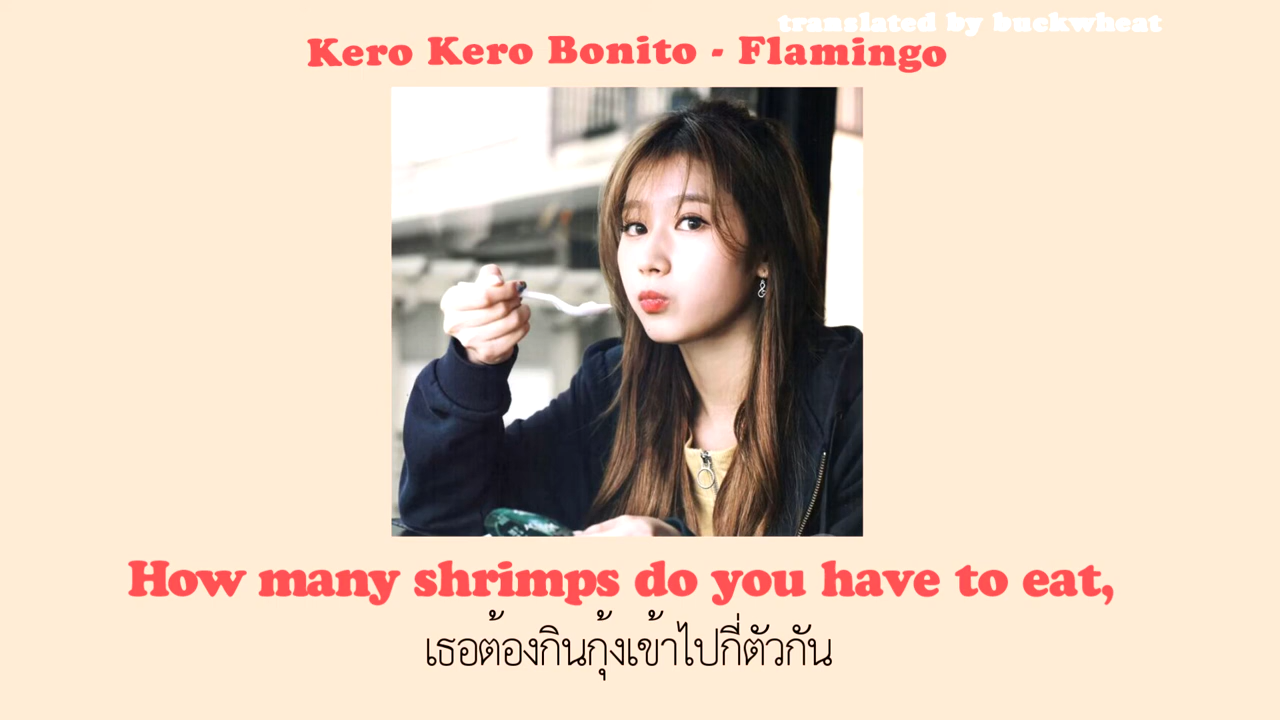 translated by buckwheat
Kero Kero Bonito - Flamingo
How many shrimps do you have to eat,
เธอต้องกินกุ้งเข้าไปกี่ตัวกัน